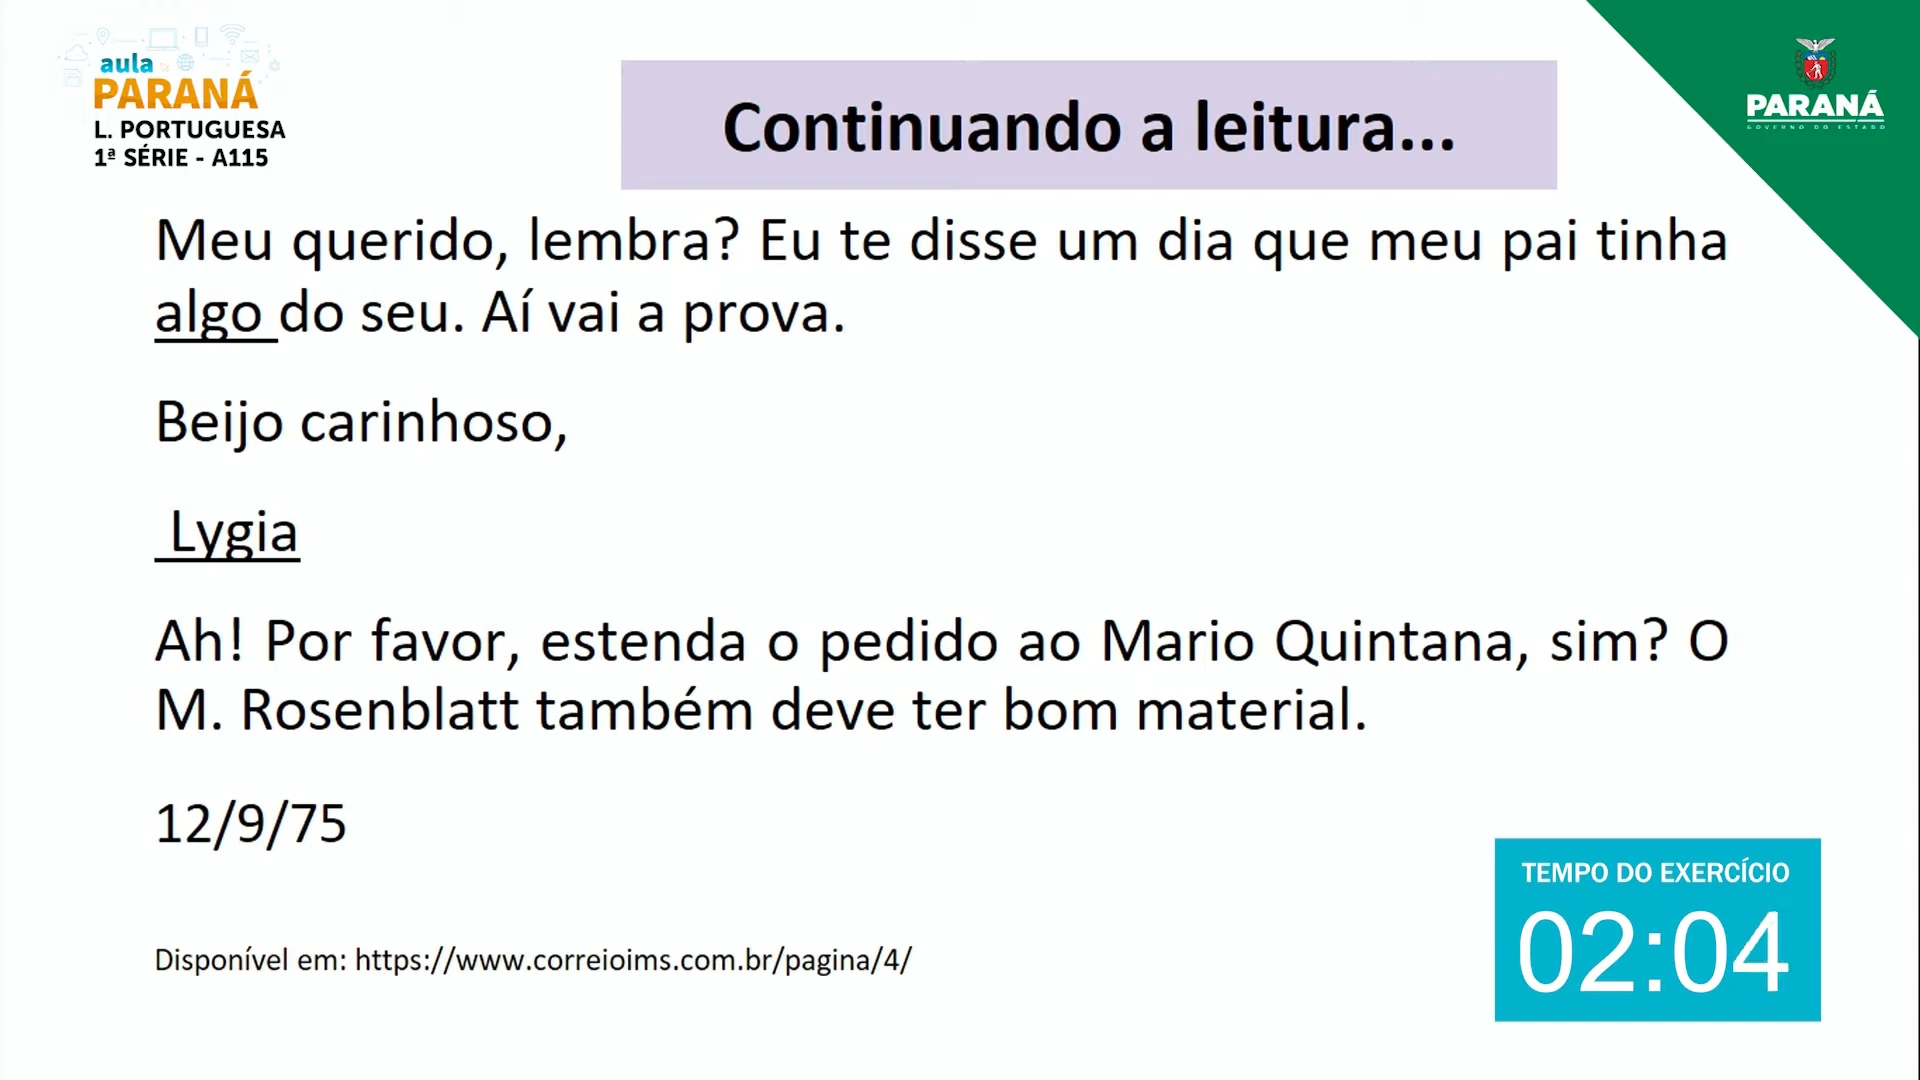 aula
PARANÁ
L. PORTUGUESA
1ª SÉRIE - A115
Continuando a leitura...
PARANÁ
GOVERNO DO ESTADO
Meu querido, lembra? Eu te disse um dia que meu pai tinha
algo do seu. Aí vai a prova.
Beijo carinhoso,
Lygia
Ah! Por favor, estenda o pedido ao Mario Quintana, sim? O
M. Rosenblatt também deve ter bom material.
12/9/75
Disponível em: https://www.correioims.com.br/pagina/4/
TEMPO DO EXERCÍCIO
02:04